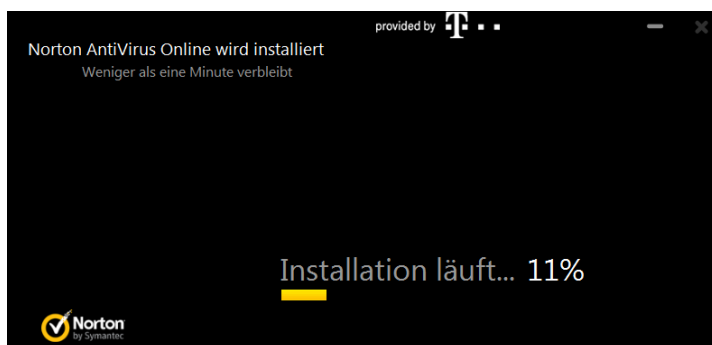 provided by T
Norton AntiVirus Online wird installiert
Weniger als eine Minute verbleibt
Installation läuft... 11%
Norton
by Symantec